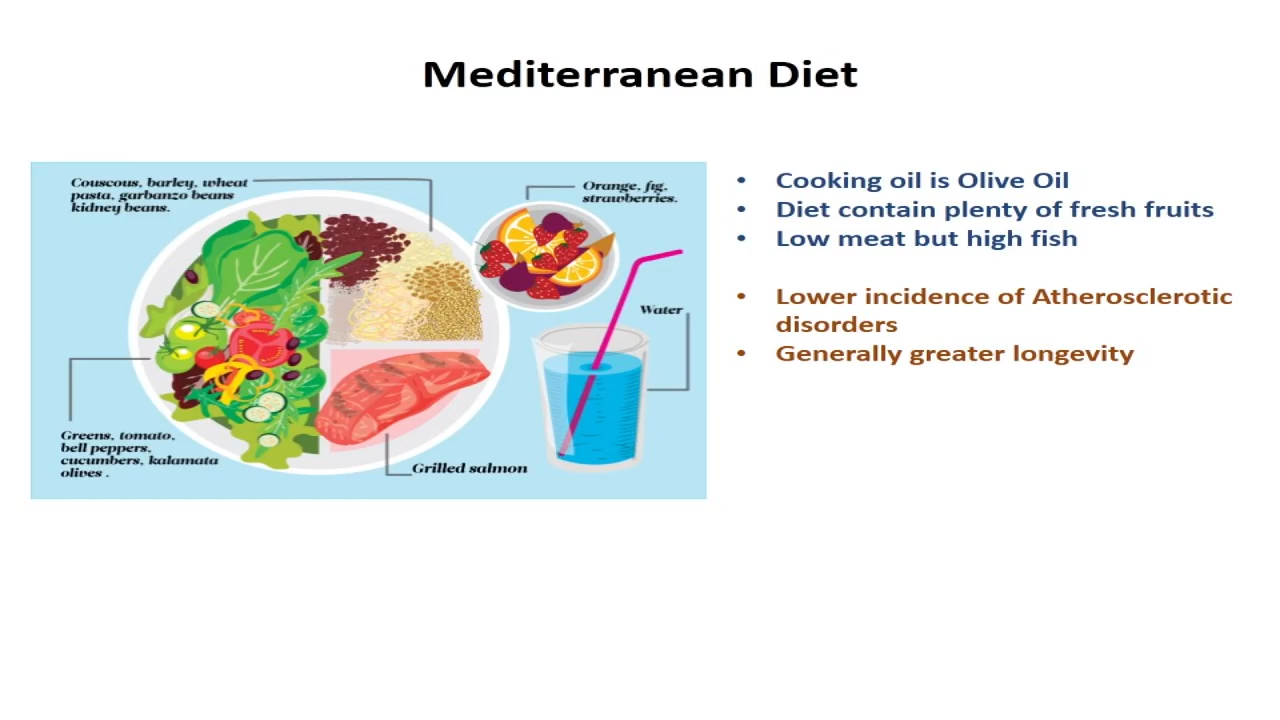 Mediterranean Diet
Couscous, barley, wheat
pasta, garbanzo beans
kidney beans.
Orange, fig,
strawberries.
Water
Greens, tomato,
bell peppers,
cucumbers, kalamata
olives .
Grilled salmon
• Cooking oil is Olive Oil
• Diet contain plenty of fresh fruits
• Low meat but high fish
• Lower incidence of Atherosclerotic
disorders
• Generally greater longevity